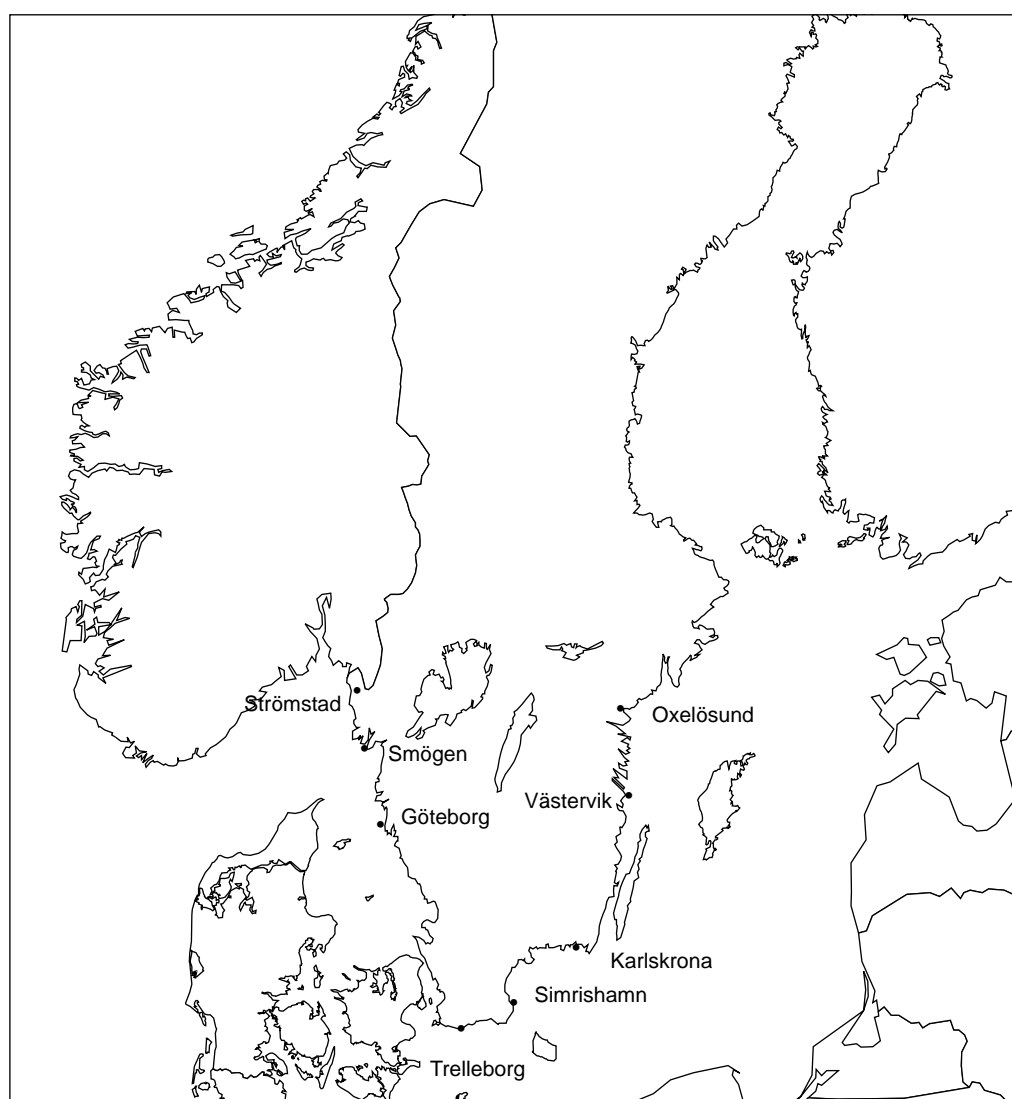 Strömstad
Oxelösund
Smögen
Västervik
Göteborg
Karlskrona
Simrishamn
Trelleborg